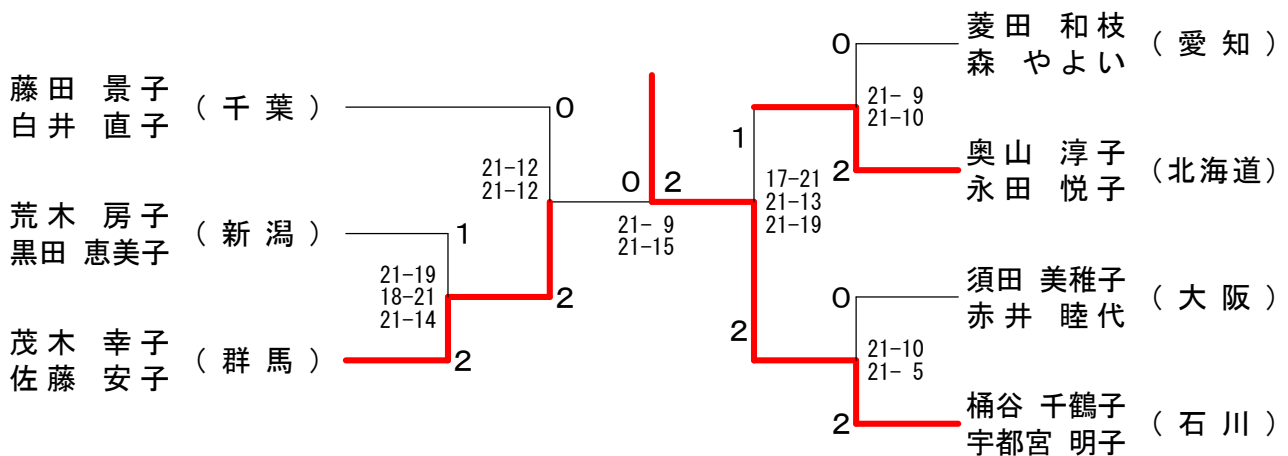 藤田 景子
白井 直子
(千葉)
0
21-12
21-12
荒木 房子
黒田 恵美子
(新潟)
1
21-19
18-21
21-14
2
茂木 幸子
佐藤 安子
(群馬)
2
0 2
21- 9
21-15
菱田 和枝
森 やよい
(愛知)
0
21- 9
21-10
1
奥山 淳子
永田 悦子
(北海道)
2
17-21
21-13
21-19
須田 美稚子
赤井 睦代
(大阪)
0
2
21-10
21- 5
桶谷 千鶴子
宇都宮 明子
(石川)
2